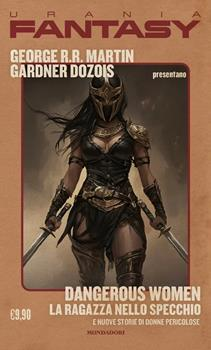 URANIA
FANTASY
GEORGE R.R. MARTIN
GARDNER DOZOIS
presentano
DANGEROUS WOMEN
LA RAGAZZA NELLO SPECCHIO
E NUOVE STORIE DI DONNE PERICOLOSE
€9,90
MONDADORI